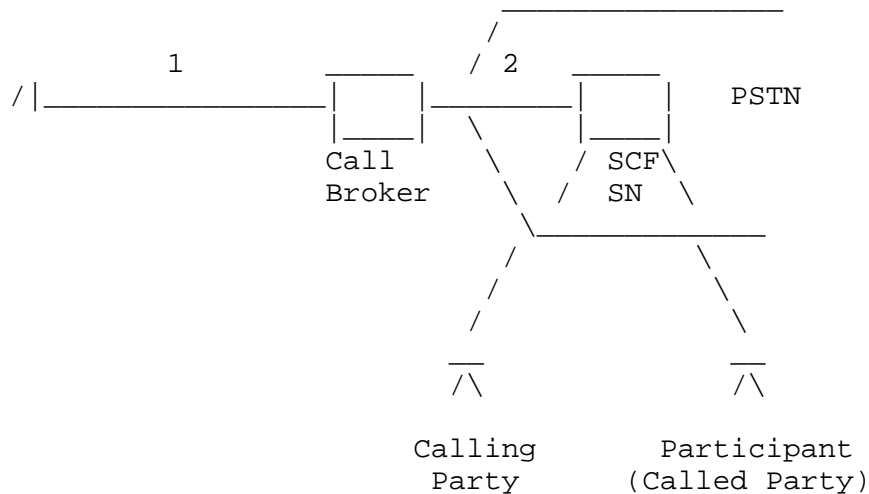 1 2
PSTN
Call SCF
Broker SN
Calling Participant
Party (Called Party)